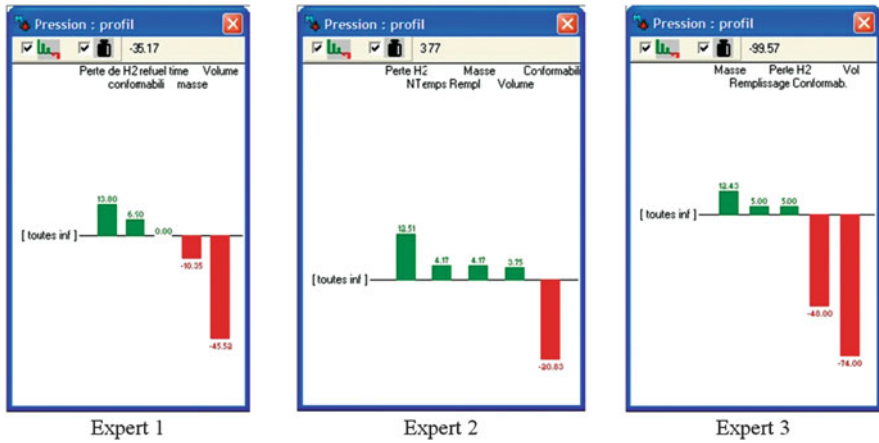 Pression : profil
-35.17
Perte de H2 refuel time Volume
conformabili masse
13.80
6.90
0.00
[ toutes inf ]
-10.35
-45.52
Expert 1
Pression : profil
3.77
Perte H2 Masse Conformabili
NTemps Rempl Volume
12.51
4.17
4.17
3.75
[ toutes inf ]
-20.83
Expert 2
Pression : profil
-99.57
Masse Perte H2 Vol
Remplissage Conformab.
12.43
5.00
5.00
[ toutes inf ]
-48.00
-74.00
Expert 3